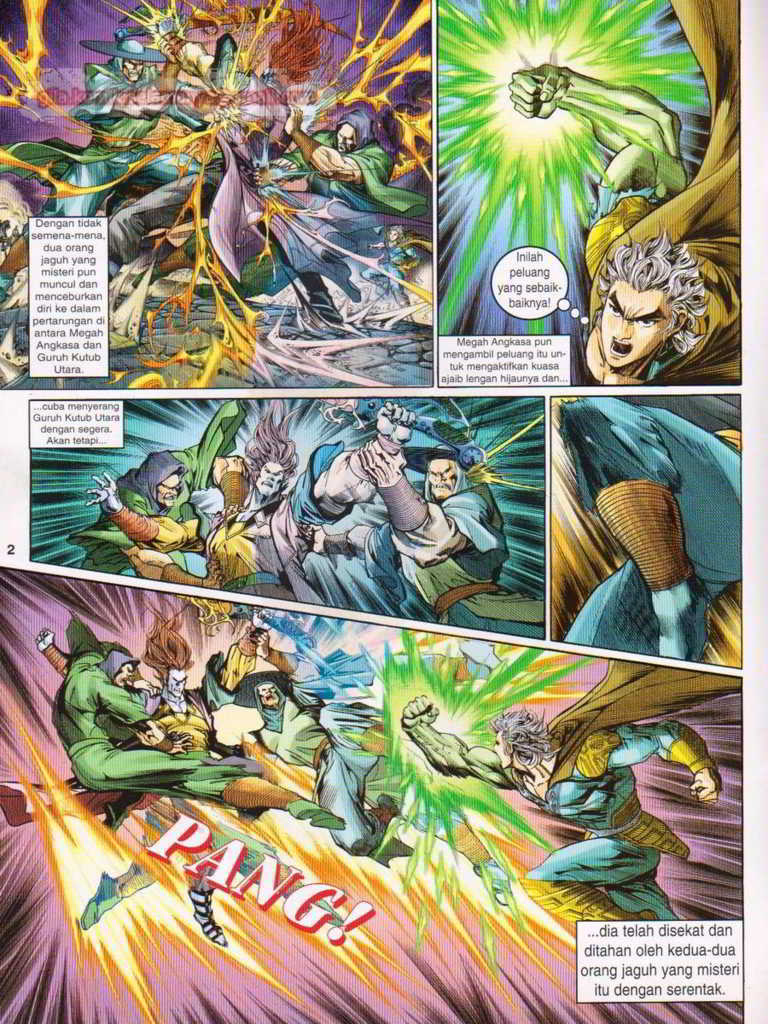 Dengan tidak
semena-mena,
dua orang
jaguh yang
misteri pun
muncul dan
menceburkan
diri ke dalam
pertarungan di
antara Megah
Angkasa dan
Guruh Kutub
Utara.
Inilah
peluang
yang sebaik-
baiknya!
Megah Angkasa pun
mengambil peluang itu un-
tuk mengaktifkan kuasa
ajaib lengan hijaunya dan...
...cuba menyerang
Guruh Kutub Utara
dengan segera.
Akan tetapi...
2
PANG!
...dia telah disekat dan
ditahan oleh kedua-dua
orang jaguh yang misteri
itu dengan serentak.